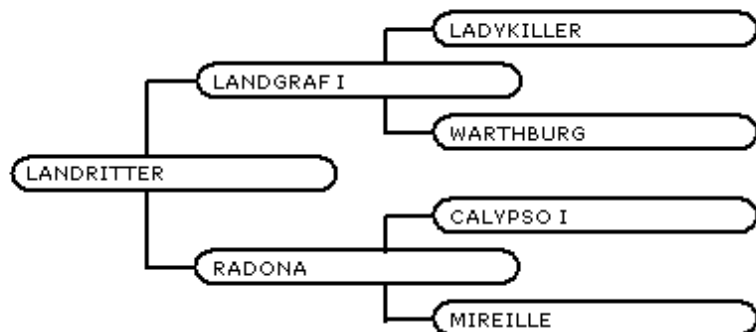 LADYKILLER
LANDGRAF I
WARTHBURG
LANDRITTER
CALYPSO I
RADONA
MIREILLE